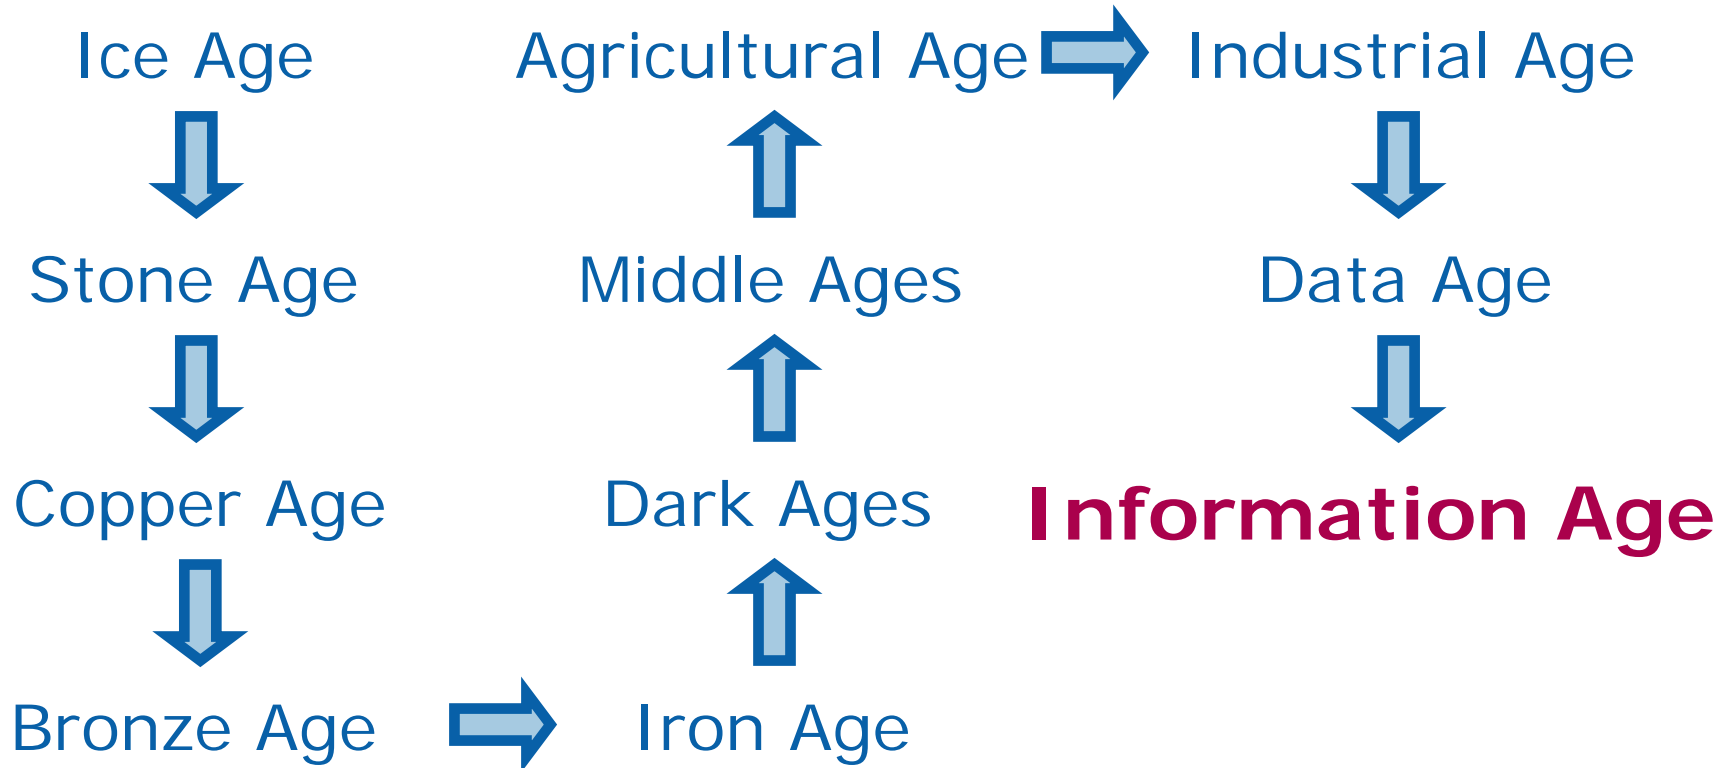 Ice Age
Stone Age
Copper Age
Bronze Age
Iron Age
Dark Ages
Middle Ages
Agricultural Age
Industrial Age
Data Age
Information Age